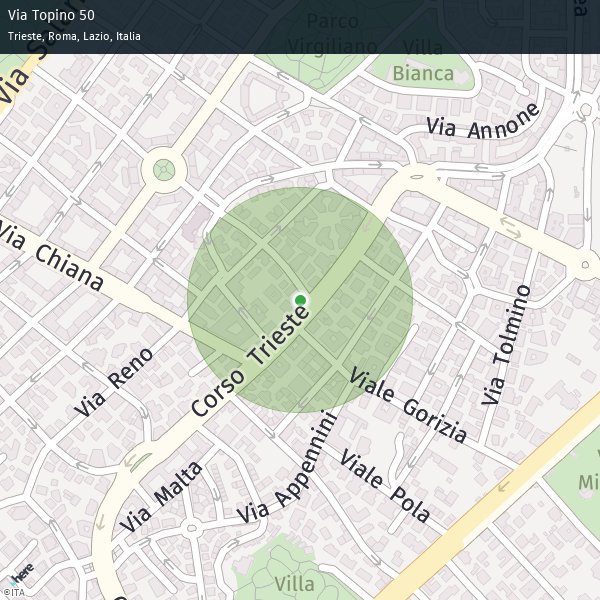 Via Topino 50
Trieste, Roma, Lazio, Italia
Parco
Virgiliano
Villa
Bianca
Via Annone
Via Chiana
Via Tolmino
Corso Trieste
Via Reno
Viale Gorizia
Via Appennini
Viale Pola
Via Malta
Villa
here
©ITA